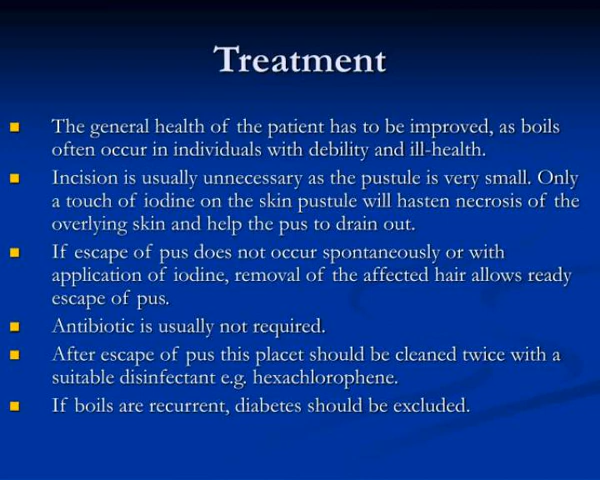 Treatment
The general health of the patient has to be improved, as boils
often occur in individuals with debility and ill-health.
Incision is usually unnecessary as the pustule is very small. Only
a touch of iodine on the skin pustule will hasten necrosis of the
overlying skin and help the pus to drain out.
If escape of pus does not occur spontaneously or with
application of iodine, removal of the affected hair allows ready
escape of pus.
Antibiotic is usually not required.
After escape of pus this placet should be cleaned twice with a
suitable disinfectant e.g. hexachlorophene.
If boils are recurrent, diabetes should be excluded.